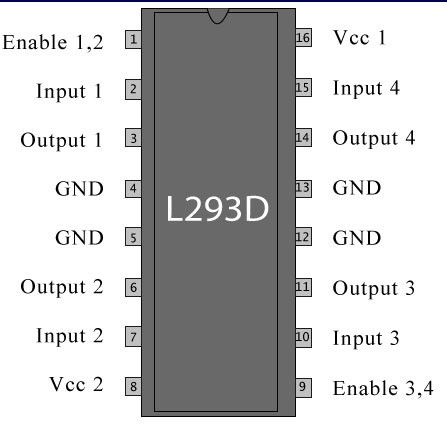 Enable 1,2 1 16 Vcc 1
Input 1 2 15 Input 4
Output 1 3 14 Output 4
GND 4 13 GND
L293D
GND 5 12 GND
Output 2 6 11 Output 3
Input 2 7 10 Input 3
Vcc 2 8 9 Enable 3,4